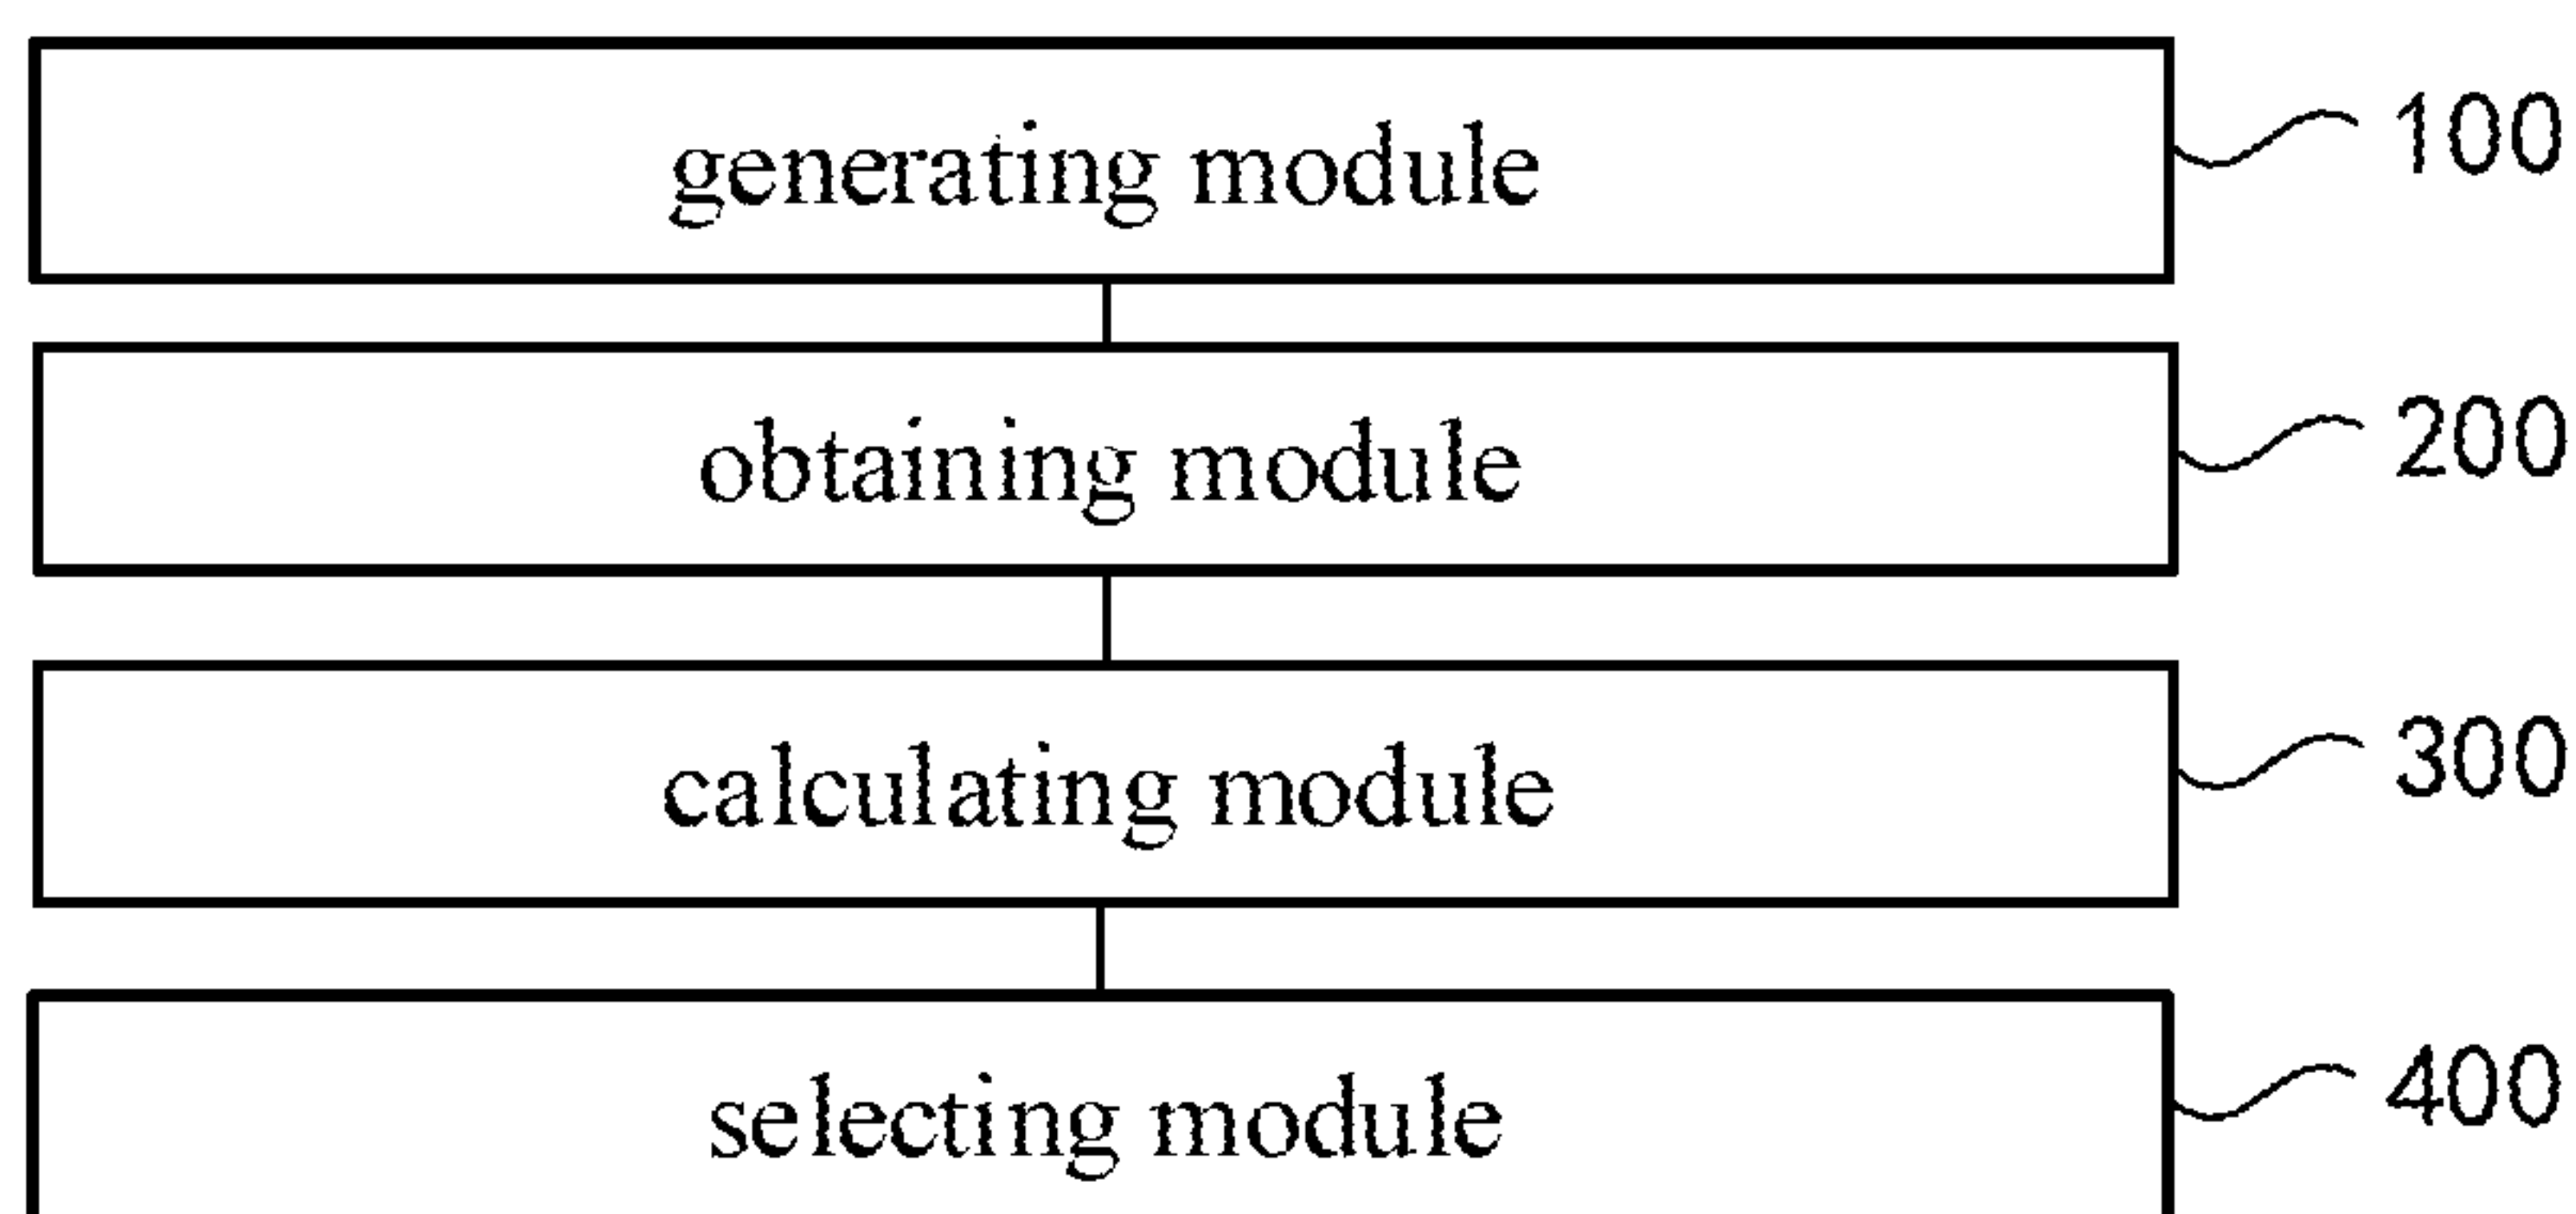 generating module 100
obtaining module 200
calculating module 300
selecting module 400